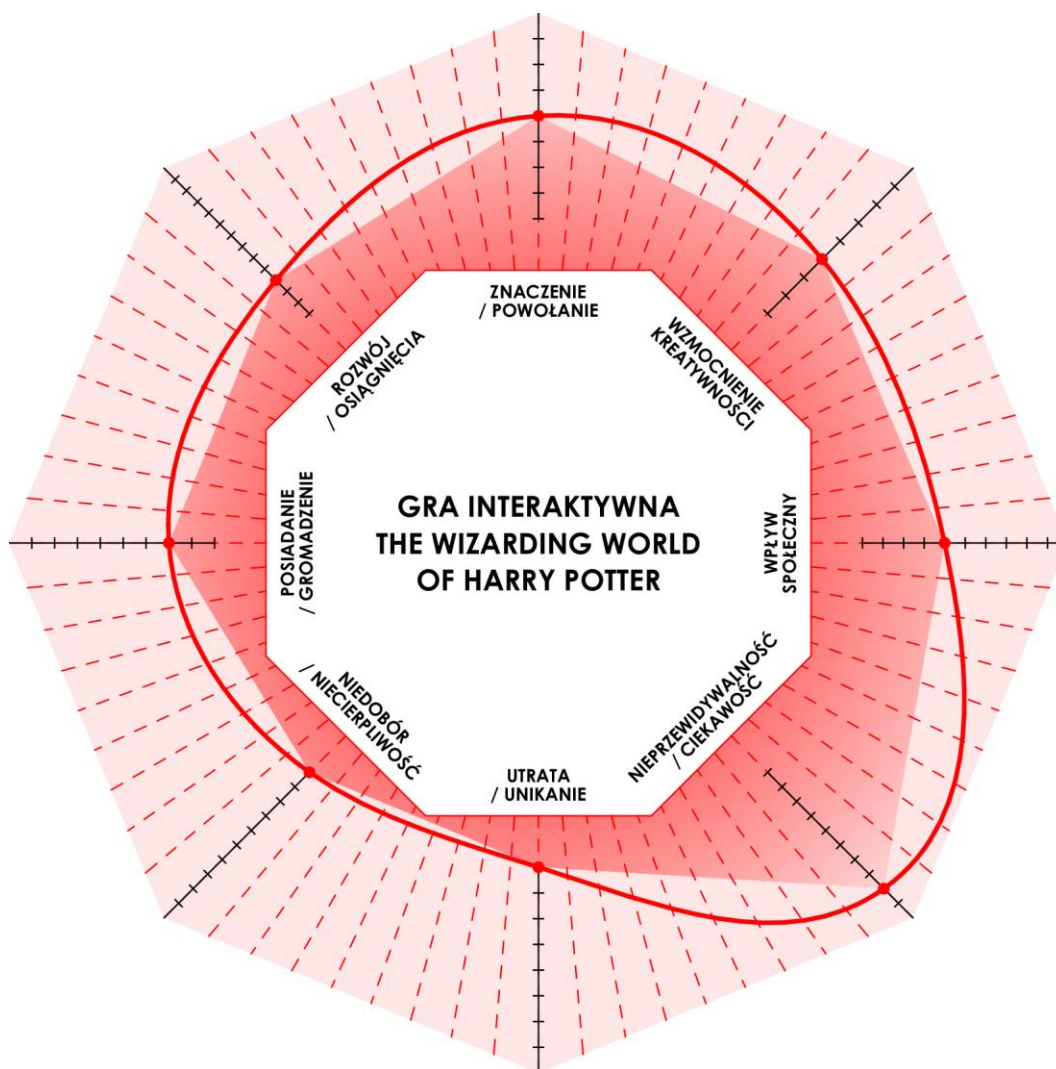 ZNACZENIE
/ POWOŁANIE
ROZWÓJ
/ OSIĄGNIĘCIA
WZMOCNIENIE
KREATYWNOŚCI
POSIADANIE
/ GROMADZENIE
GRA INTERAKTYWNA
THE WIZARDING WORLD
OF HARRY POTTER
WPŁYW
SPOŁECZNY
NIEDOBÓR
/ NIECIERPLIWOŚĆ
UTRATA
/ UNIKANIE
NIEPRZEWIDYWALNOŚĆ
/ CIEKAWOŚĆ